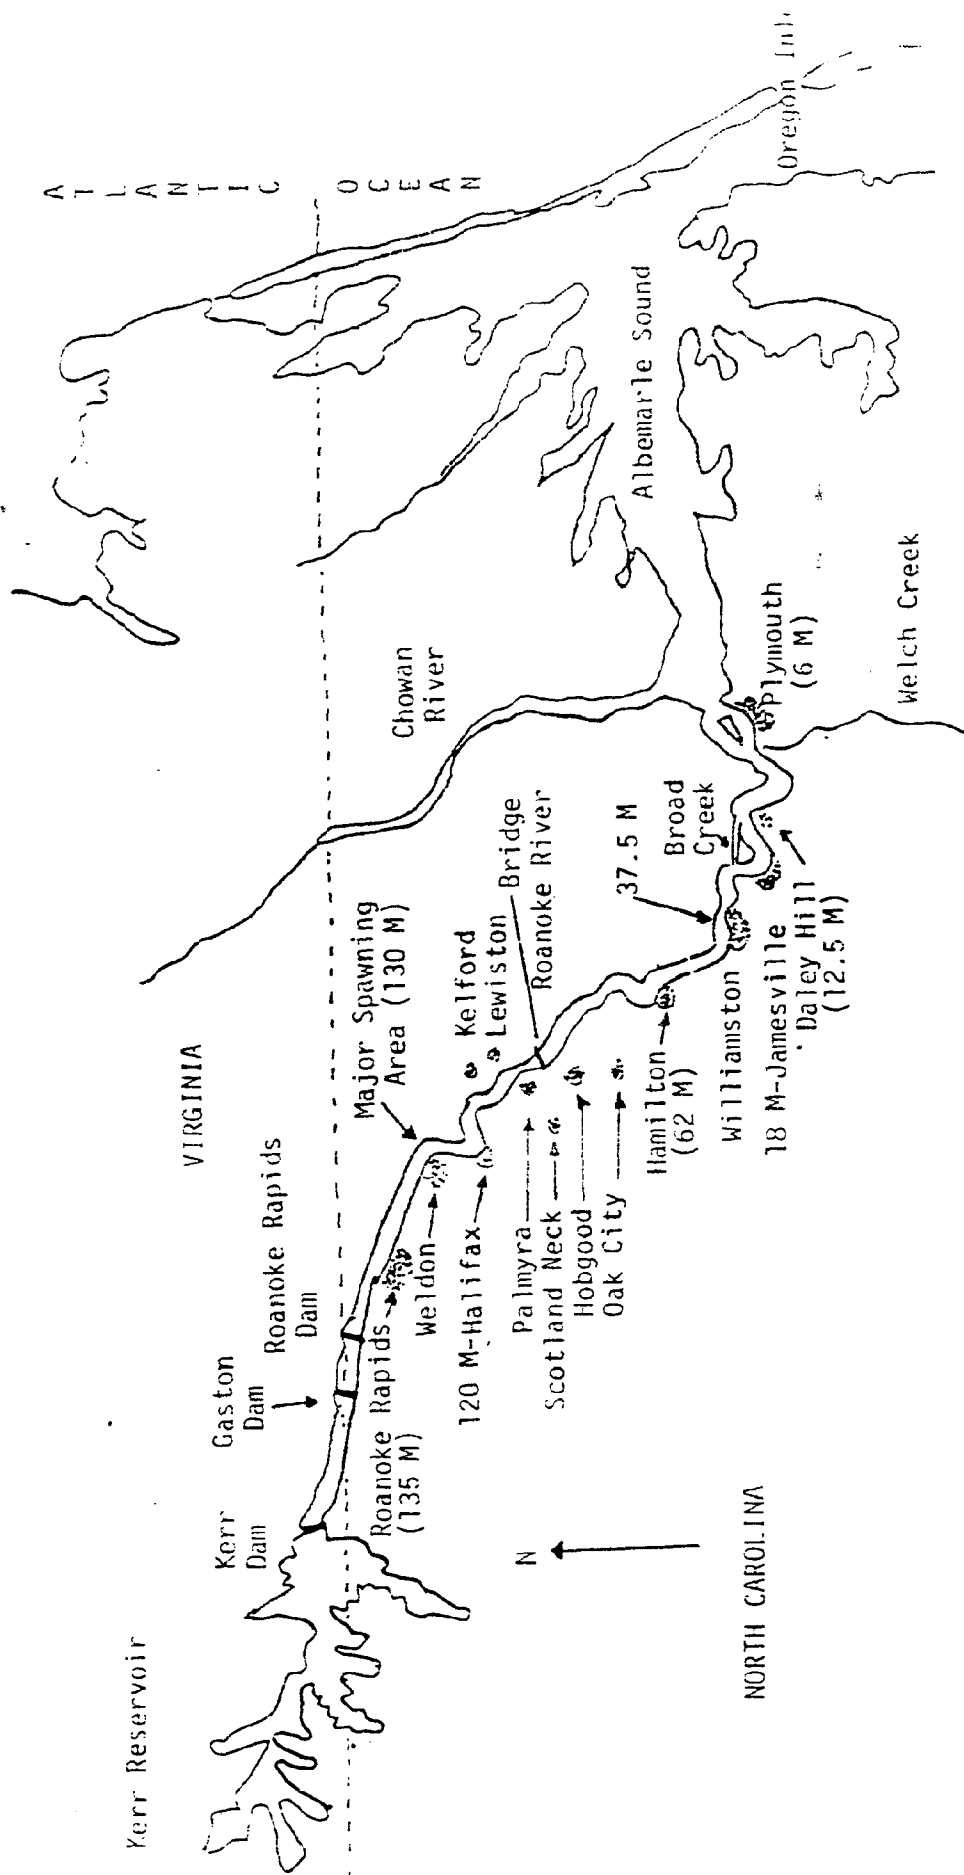 ATLANTIC
OCEAN
VIRGINIA
Kerr Reservoir
Kerr
Dam
Gaston
Dam
Roanoke Rapids
Dam
Major Spawning
Area (130 M)
Chowan
River
Kelford
Lewiston
Bridge
Roanoke River
37.5 M
Broad
Creek
Albemarle Sound
Oregon
Roanoke Rapids
(135 M)
Weldon
120 M-Halifax
Palmyra
Scotland Neck
Hobgood
Oak City
Hamilton
(62 M)
Williamston
18 M-Jamesville
Daley Hill
(12.5 M)
Plymouth
(6 M)
Welch Creek
N
NORTH CAROLINA